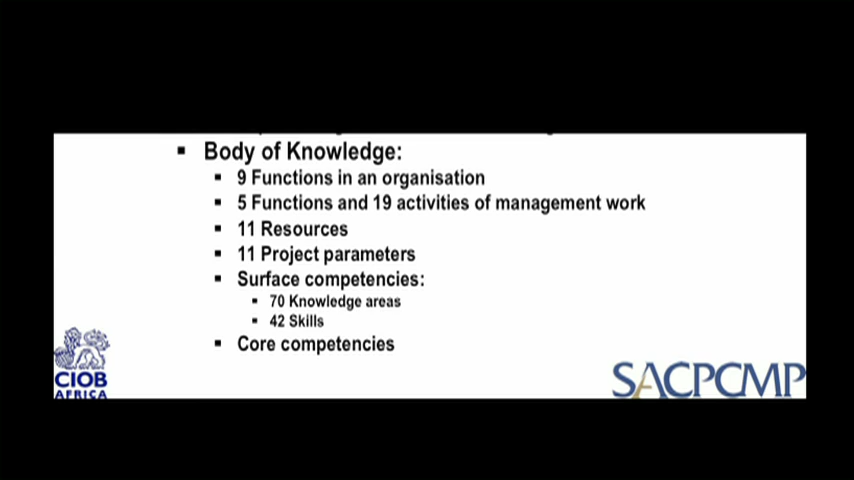 ▪ Body of Knowledge:
▪ 9 Functions in an organisation
▪ 5 Functions and 19 activities of management work
▪ 11 Resources
▪ 11 Project parameters
▪ Surface competencies:
▪ 70 Knowledge areas
▪ 42 Skills
▪ Core competencies
CIOB
AFRICA
SACPCMP